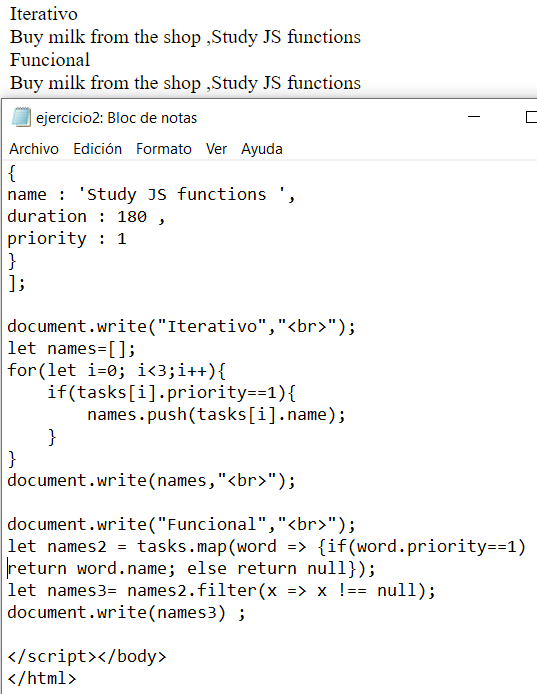 Iterativo
Buy milk from the shop ,Study JS functions
Funcional
Buy milk from the shop ,Study JS functions
ejercicio2: Bloc de notas
Archivo Edición Formato Ver Ayuda
{
name : 'Study JS functions ',
duration : 180 ,
priority : 1
}
];
document.write("Iterativo","<br>");
let names=[];
for(let i=0; i<3;i++){
    if(tasks[i].priority==1){
        names.push(tasks[i].name);
    }
}
document.write(names,"<br>");
document.write("Funcional","<br>");
let names2 = tasks.map(word => {if(word.priority==1)
return word.name; else return null});
let names3= names2.filter(x => x !== null);
document.write(names3) ;
</script></body>
</html>